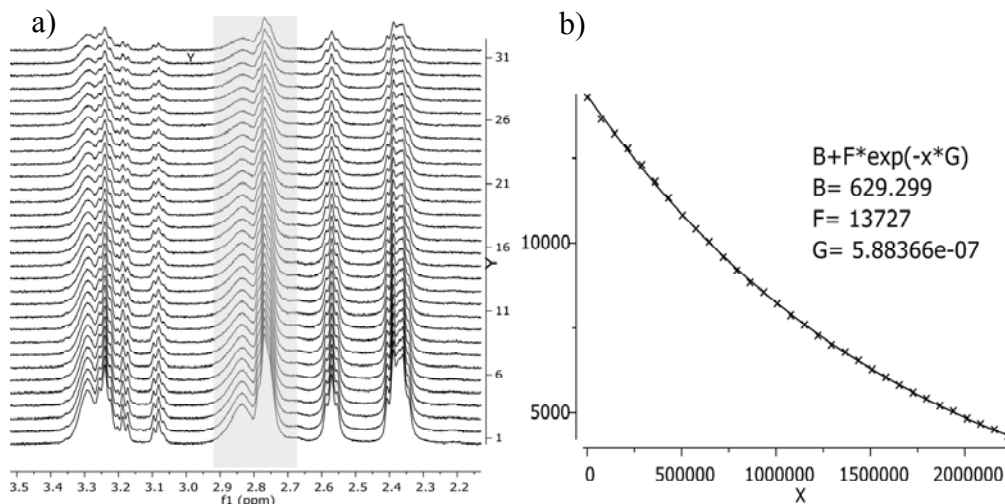 a)
Y
31
26
21
16
Y
11
6
1
3.5 3.4 3.3 3.2 3.1 3.0 2.9 2.8 2.7 2.6 2.5 2.4 2.3 2.2
f1 (ppm)
b)
10000
5000
B+F*exp(-x*G)
B= 629.299
F= 13727
G= 5.88366e-07
0 500000 1000000 1500000 2000000
X